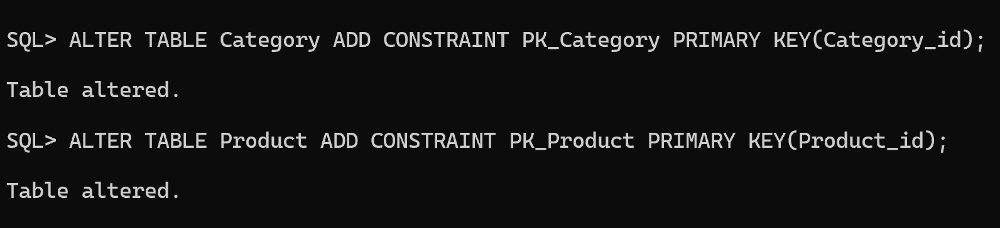 SQL> ALTER TABLE Category ADD CONSTRAINT PK_Category PRIMARY KEY(Category_id);
Table altered.
SQL> ALTER TABLE Product ADD CONSTRAINT PK_Product PRIMARY KEY(Product_id);
Table altered.